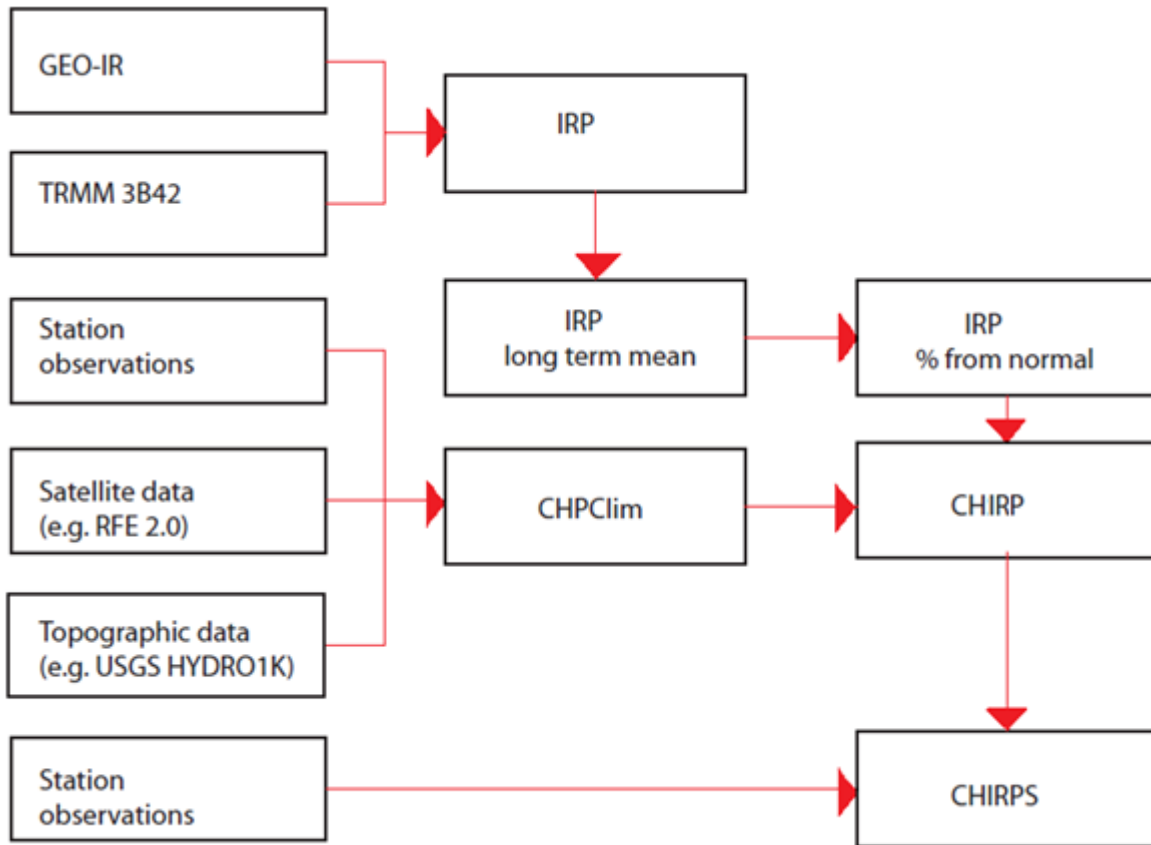 GEO-IR
IRP
TRMM 3B42
Station
observations
IRP
long term mean
IRP
% from normal
Satellite data
(e.g. RFE 2.0)
CHPClim
CHIRP
Topographic data
(e.g. USGS HYDRO1K)
Station
observations
CHIRPS